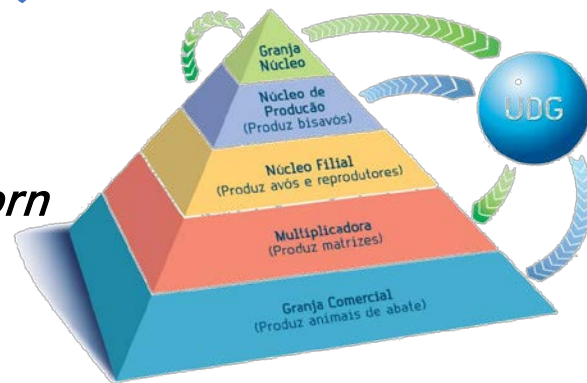 Granja
Núcleo
Núcleo de
Produção
(Produz bisavós)
UDG
Núcleo Filial
(Produz avós e reprodutores)
orn
Multiplicadora
(Produz matrizes)
Granja Comercial
(Produz animais de abate)